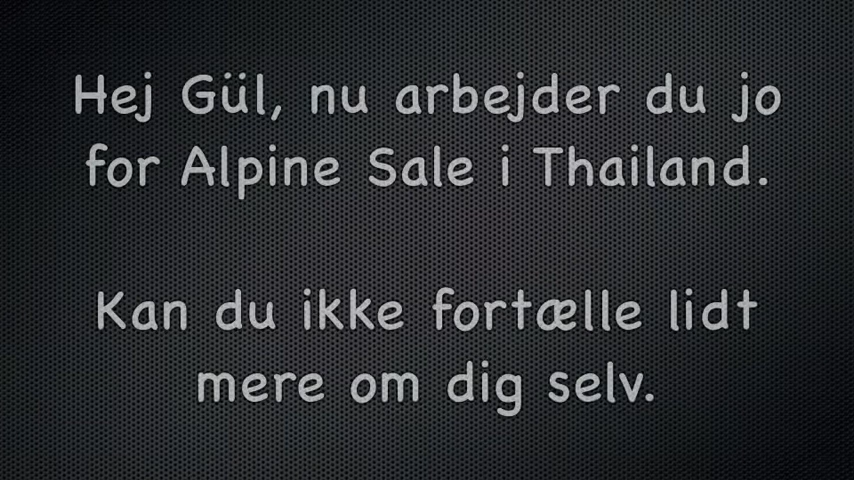 Hej Gül, nu arbejder du jo
for Alpine Sale i Thailand.
Kan du ikke fortælle lidt
mere om dig selv.